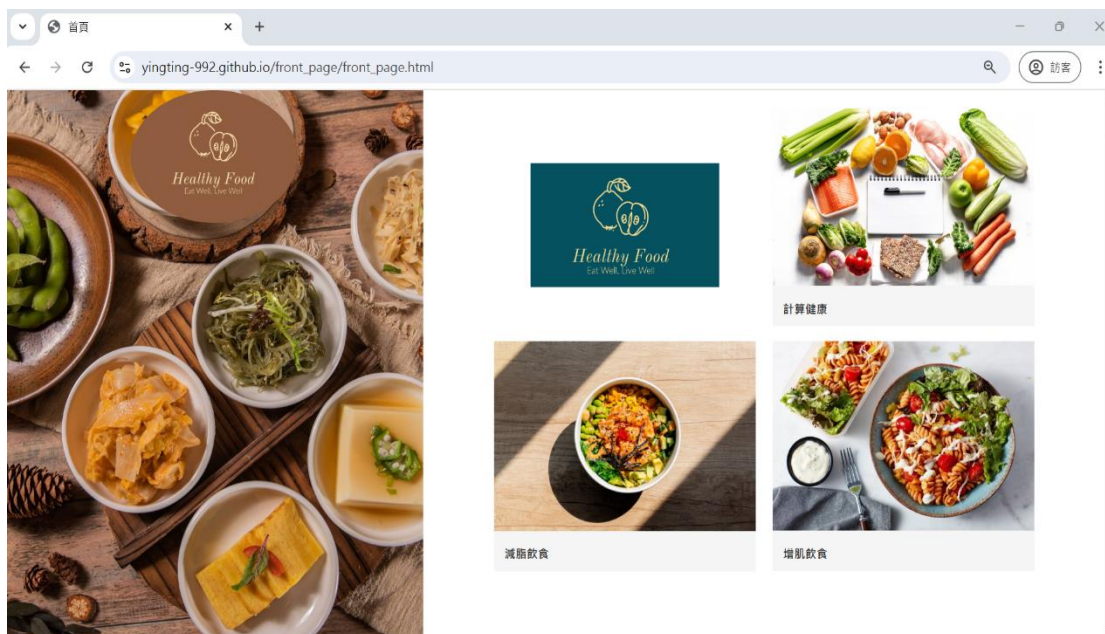 首頁
yingting-992.github.io/front_page/front_page.html
訪客
Healthy Food
Eat Well, Live Well
Healthy Food
Eat Well, Live Well
計算健康
減脂飲食
增肌飲食